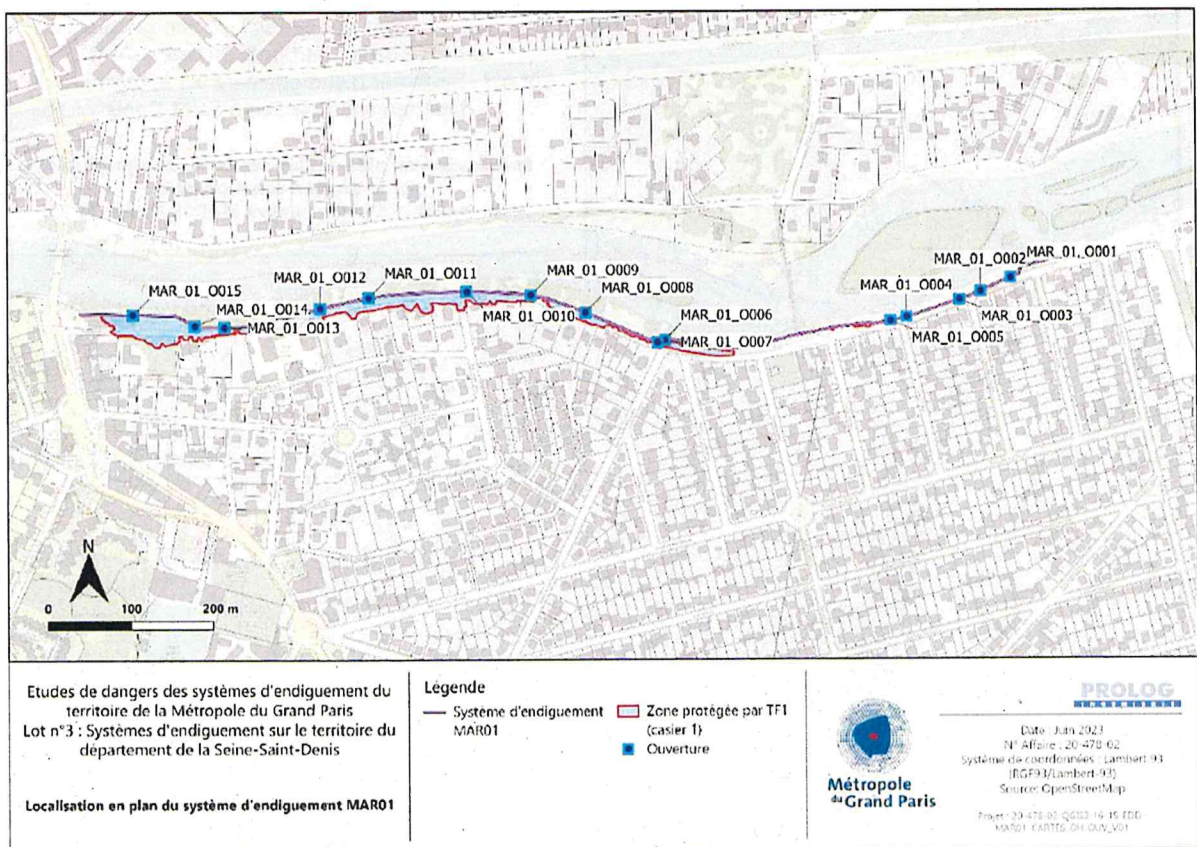 MAR_01_O001
MAR_01_O002
MAR_01_O012
MAR_01_O011
MAR_01_O009
MAR_01_O004
MAR_01_O015
MAR_01_O008
MAR_01_O014
MAR_01_O010
MAR_01_O006
MAR_01_O003
MAR_01_O013
MAR_01_O007
MAR_01_O005
N
0 100 200 m
Etudes de dangers des systèmes d'endiguement du
territoire de la Métropole du Grand Paris
Lot n°3 : Systèmes d'endiguement sur le territoire du
département de la Seine-Saint-Denis
Localisation en plan du système d'endiguement MAR01
Légende
Système d'endiguement
MAR01
Zone protégée par TF1
(casier 1)
Ouverture
Métropole
du Grand Paris
PROLOG
INGENIERIE
Date : Juin 2023
N° Affaire : 20-478-02
Système de coordonnées : Lambert 93
(RGF93/Lambert-93)
Source: OpenStreetMap